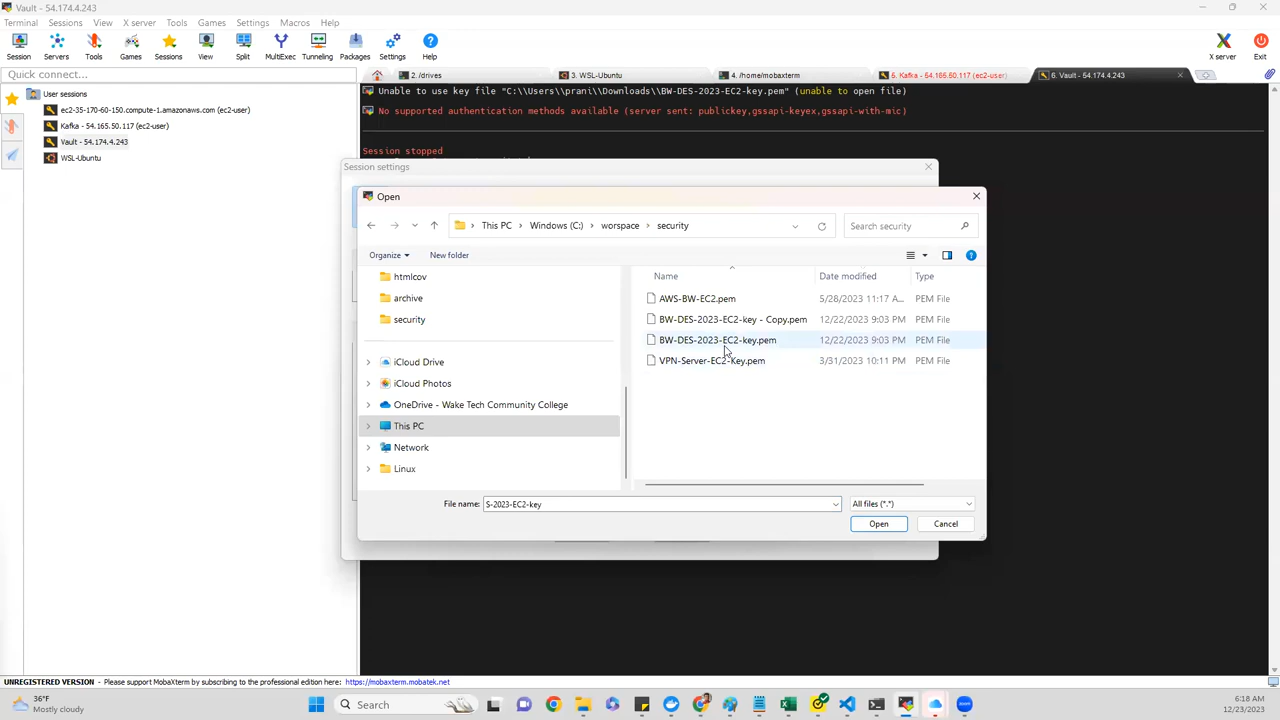 Vault - 54.174.4.243
Terminal Sessions View X server Tools Games Settings Macros Help
Session Servers Tools Games Sessions View Split MultiExec Tunneling Packages Settings Help X server Exit
Quick connect...
2. /drives
3. WSL-Ubuntu
4. /home/mobaxterm
5. Kafka - 54.165.50.117 (ec2-user)
6. Vault - 54.174.4.243
User sessions
ec2-35-170-60-150.compute-1.amazonaws.com (ec2-user)
Kafka - 54.165.50.117 (ec2-user)
Vault - 54.174.4.243
WSL-Ubuntu
Unable to use key file "C:\\Users\\prani\\Downloads\\BW-DES-2023-EC2-key.pem" (unable to open file)
No supported authentication methods available (server sent: publickey,gssapi-keyex,gssapi-with-mic)
Session stopped
Session settings
Open
This PC > Windows (C:) > worspace > security
Search security
Organize New folder
htmlcov
archive
security
iCloud Drive
iCloud Photos
OneDrive - Wake Tech Community College
This PC
Network
Linux
Name Date modified Type
AWS-BW-EC2.pem 5/28/2023 11:17 A... PEM File
BW-DES-2023-EC2-key - Copy.pem 12/22/2023 9:03 PM PEM File
BW-DES-2023-EC2-key.pem 12/22/2023 9:03 PM PEM File
VPN-Server-EC2-Key.pem 3/31/2023 10:11 PM PEM File
File name: S-2023-EC2-key All files (*.*)
Open Cancel
UNREGISTERED VERSION - Please support MobaXterm by subscribing to the professional edition here: https://mobaxterm.mobatek.net
36°F
Mostly cloudy
Search
6:18 AM
12/23/2023